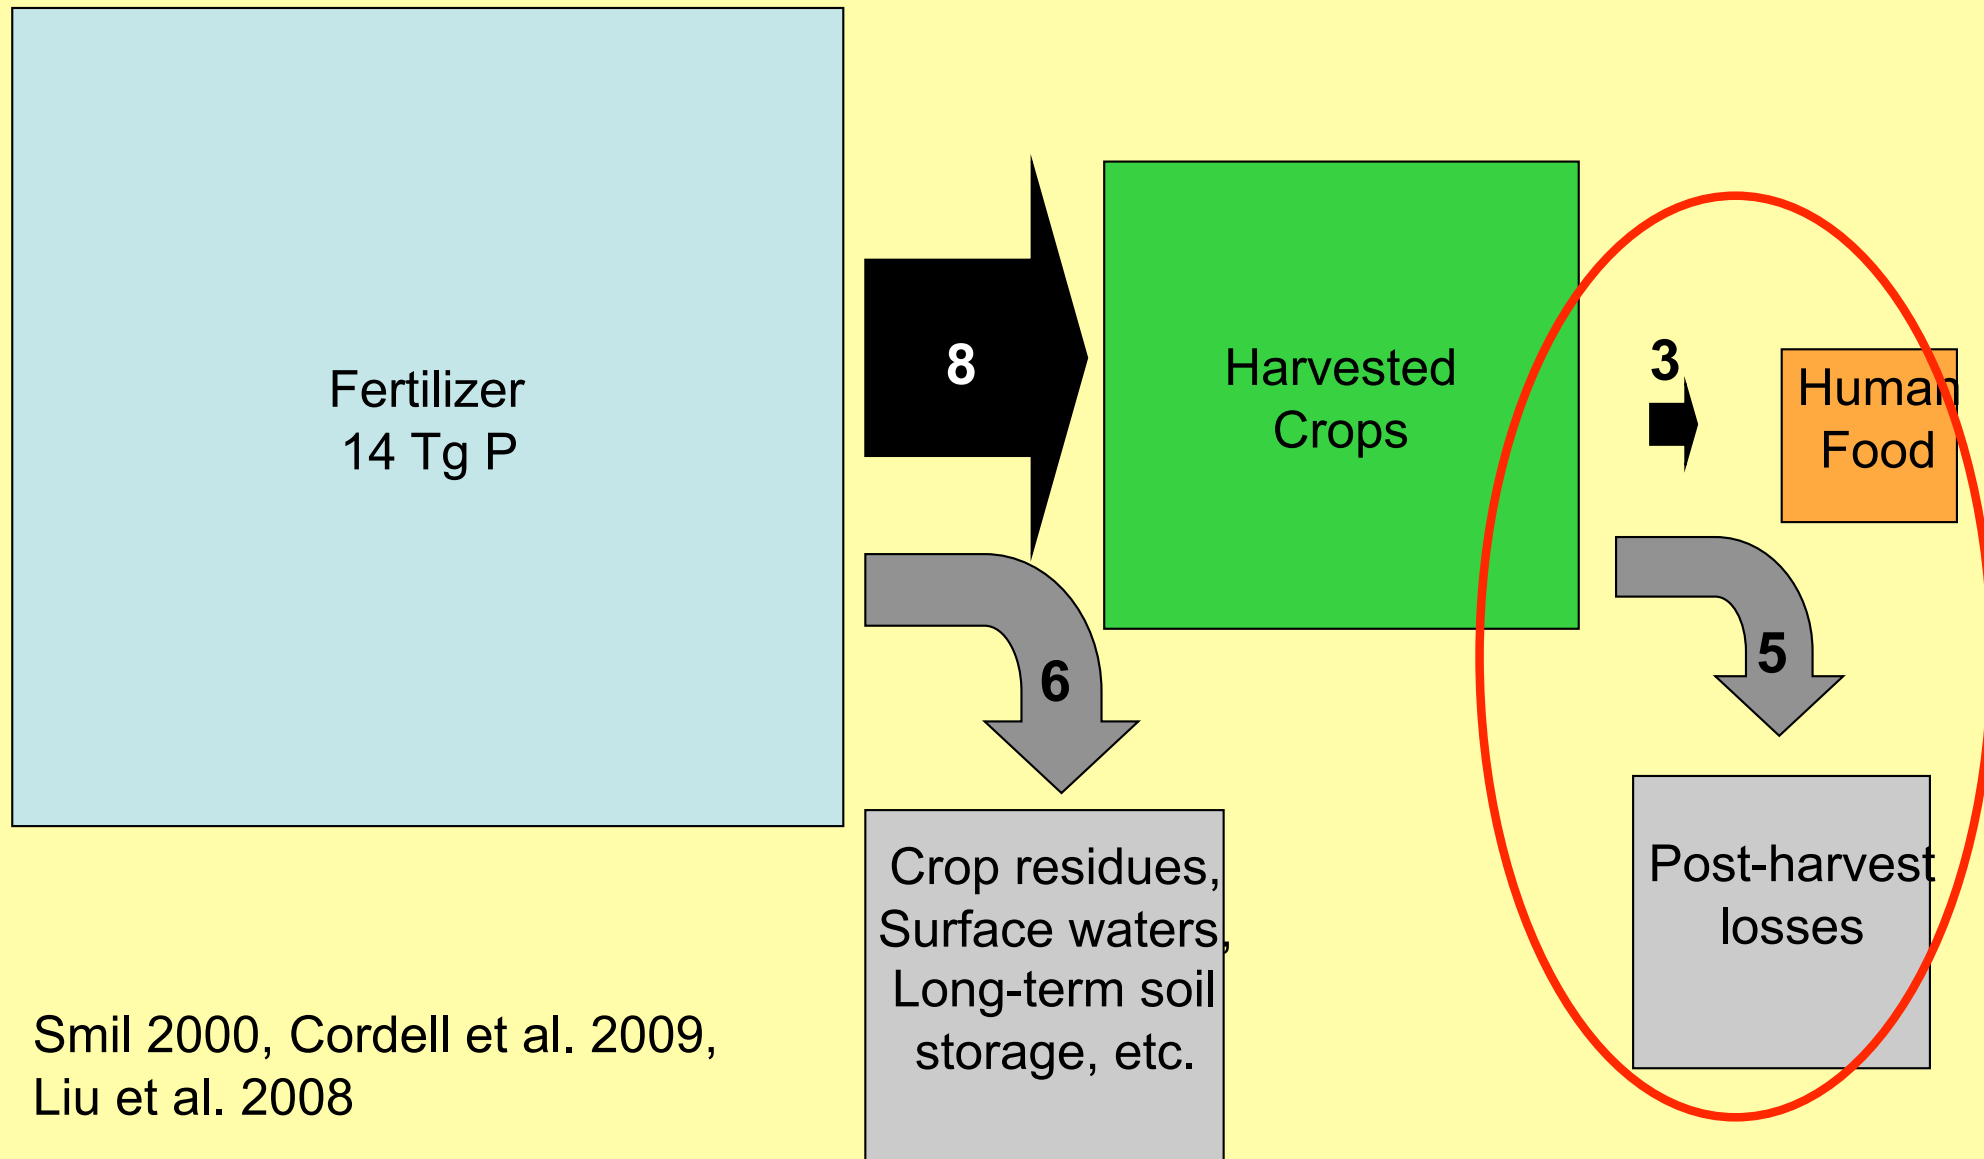 Fertilizer
14 Tg P
8
6
Harvested
Crops
3
Human
Food
5
Crop residues,
Surface waters,
Long-term soil
storage, etc.
Post-harvest
losses
Smil 2000, Cordell et al. 2009,
Liu et al. 2008